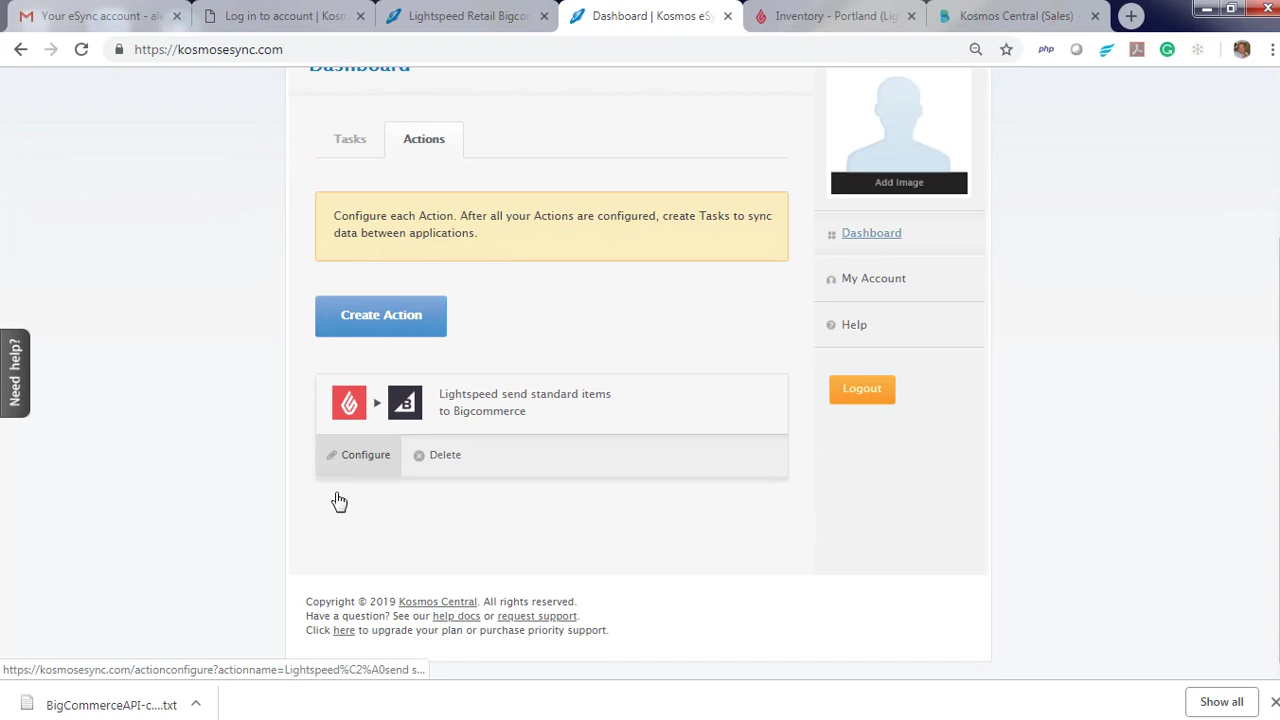 Your eSync account - ale
Log in to account | Kosm
Lightspeed Retail Bigco
Dashboard | Kosmos eSy
Inventory - Portland (Lig
Kosmos Central (Sales) -
https://kosmosesync.com
php
Dashboard
Tasks
Actions
Add Image
Configure each Action. After all your Actions are configured, create Tasks to sync
data between applications.
Dashboard
My Account
Create Action
Help
Need help?
Logout
Lightspeed send standard items
to Bigcommerce
Configure
Delete
Copyright © 2019 Kosmos Central. All rights reserved.
Have a question? See our help docs or request support.
Click here to upgrade your plan or purchase priority support.
https://kosmosesync.com/actionconfigure?actionname=Lightspeed%C2%A0send s...
BigCommerceAPI-c....txt
Show all